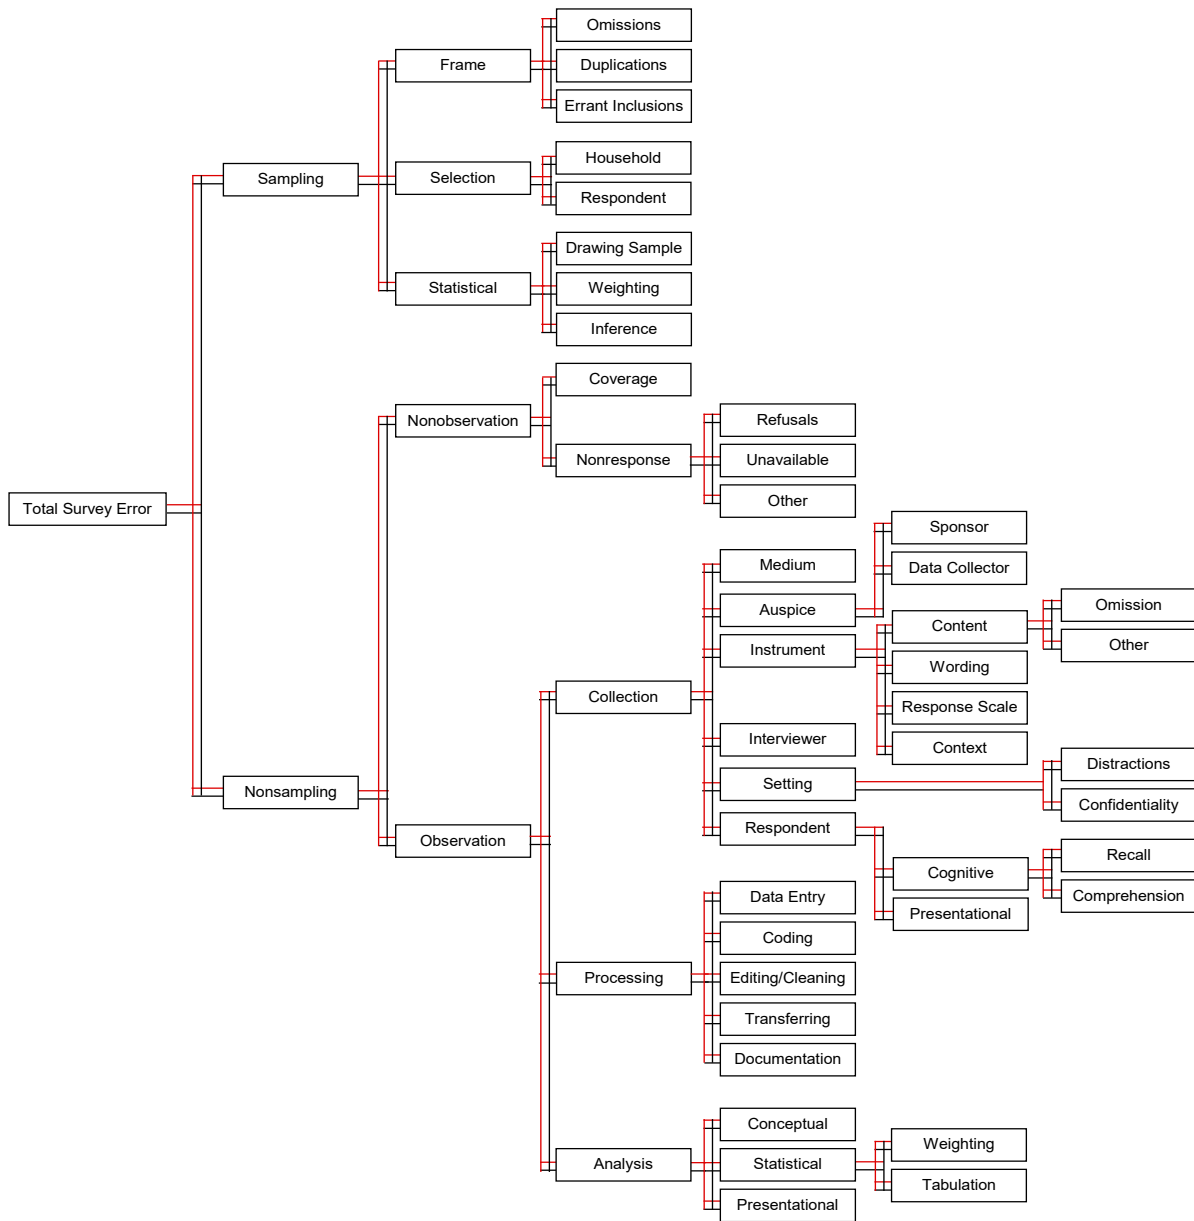 Omissions
Frame
Duplications
Errant Inclusions
Household
Sampling
Selection
Respondent
Drawing Sample
Statistical
Weighting
Inference
Coverage
Nonobservation
Refusals
Nonresponse
Unavailable
Other
Total Survey Error
Sponsor
Medium
Data Collector
Auspice
Omission
Content
Instrument
Other
Wording
Collection
Response Scale
Interviewer
Context
Distractions
Setting
Nonsampling
Confidentiality
Respondent
Observation
Recall
Cognitive
Data Entry
Comprehension
Presentational
Coding
Processing
Editing/Cleaning
Transferring
Documentation
Conceptual
Weighting
Analysis
Statistical
Tabulation
Presentational